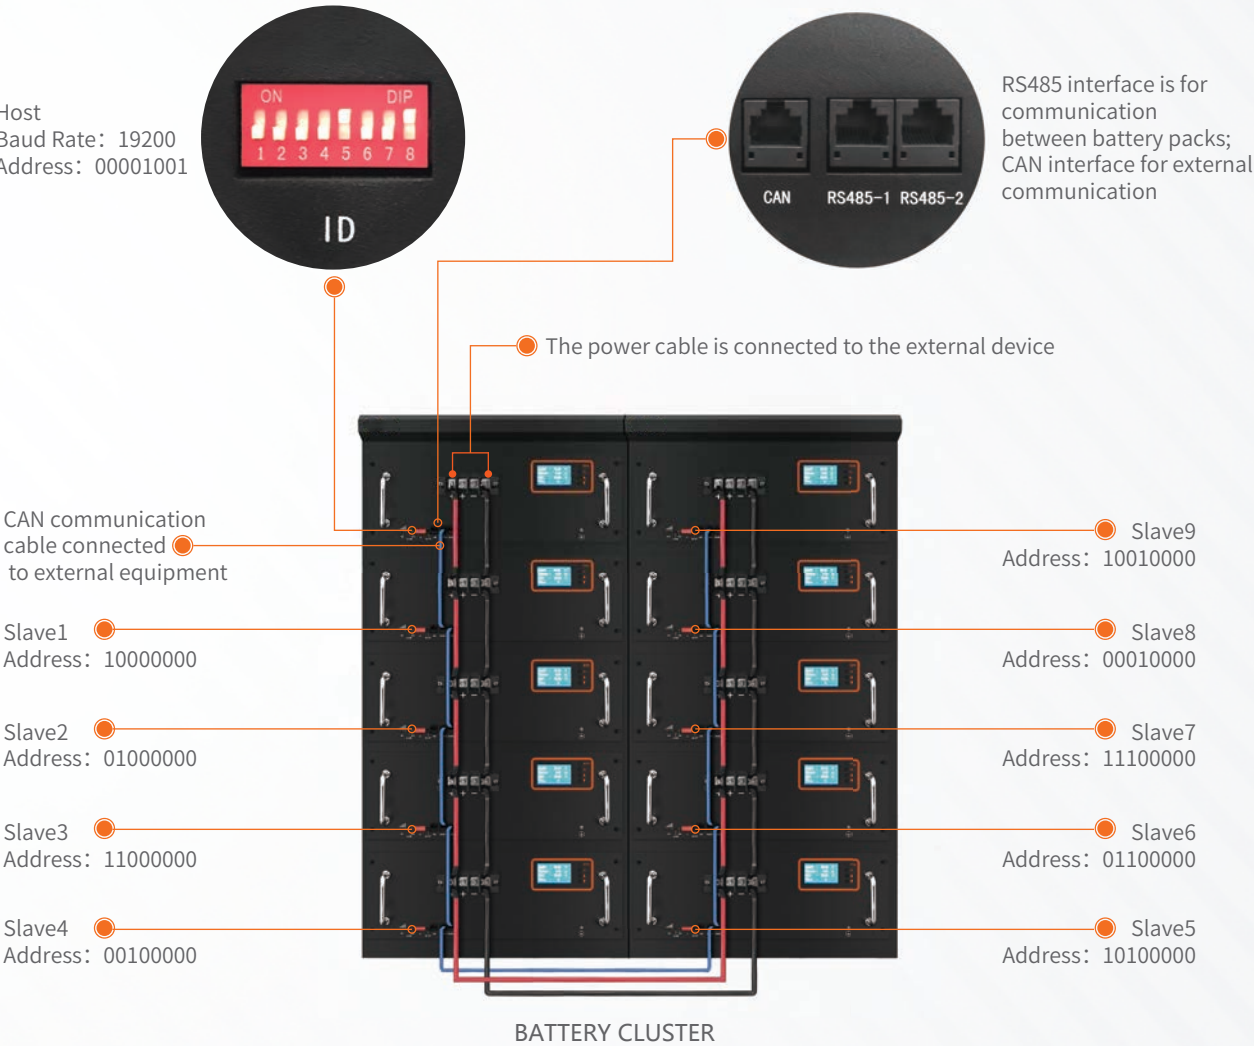 ON DIP
1 2 3 4 5 6 7 8
ID
Host
Baud Rate: 19200
Address: 00001001
CAN RS485-1 RS485-2
RS485 interface is for
communication
between battery packs;
CAN interface for external
communication
The power cable is connected to the external device
CAN communication
cable connected
to external equipment
Slave1
Address: 10000000
Slave2
Address: 01000000
Slave3
Address: 11000000
Slave4
Address: 00100000
Slave9
Address: 10010000
Slave8
Address: 00010000
Slave7
Address: 11100000
Slave6
Address: 01100000
Slave5
Address: 10100000
BATTERY CLUSTER